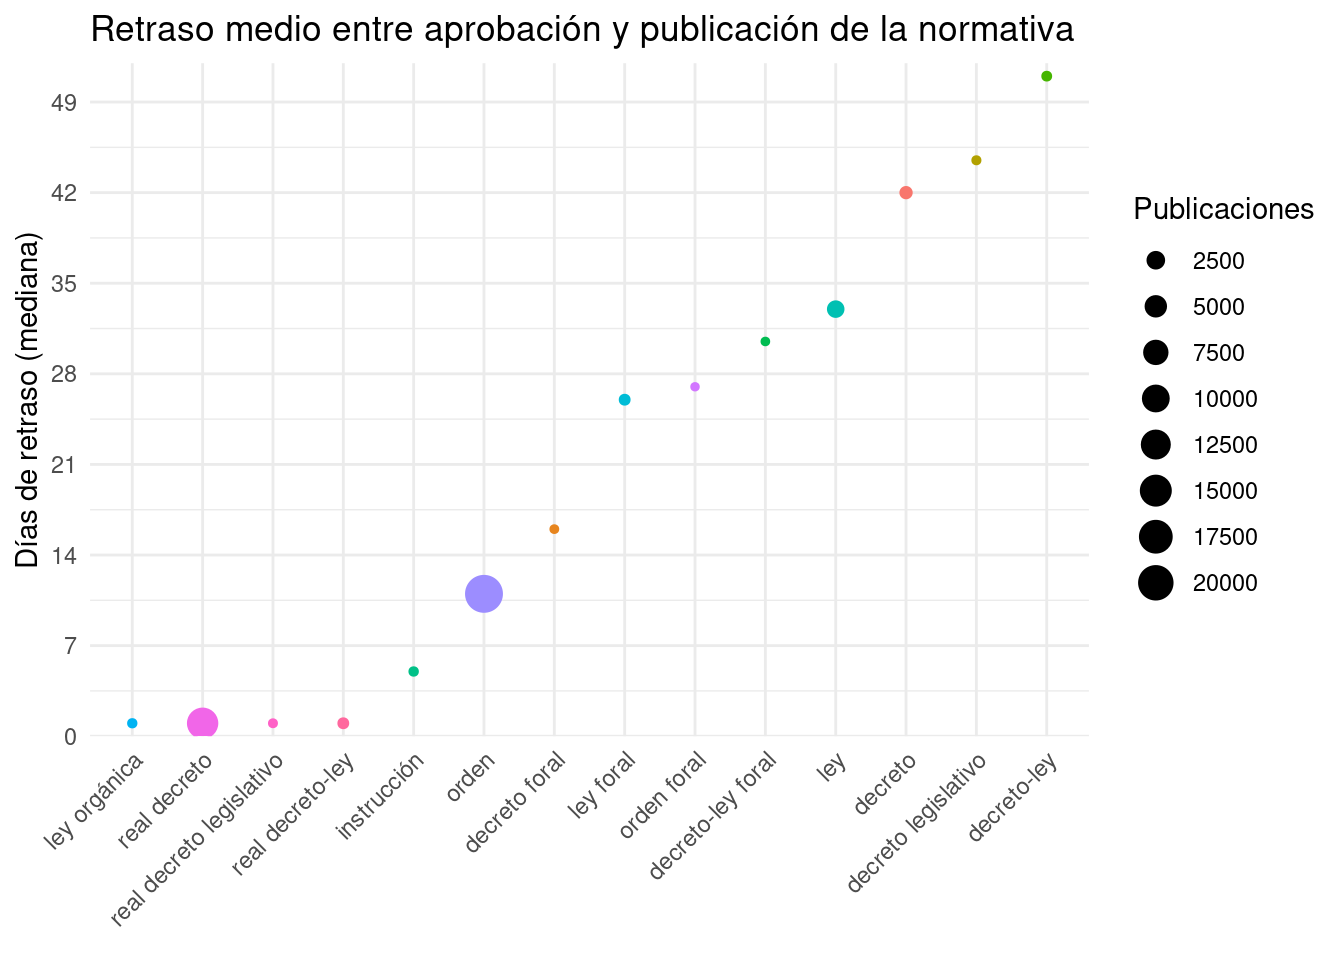 Retraso medio entre aprobación y publicación de la normativa
Días de retraso (mediana)
49
42
35
28
21
14
7
0
ley orgánica
real decreto
real decreto legislativo
real decreto-ley
instrucción
orden
decreto foral
ley foral
orden foral
decreto-ley foral
ley
decreto
decreto legislativo
decreto-ley
Publicaciones
2500
5000
7500
10000
12500
15000
17500
20000